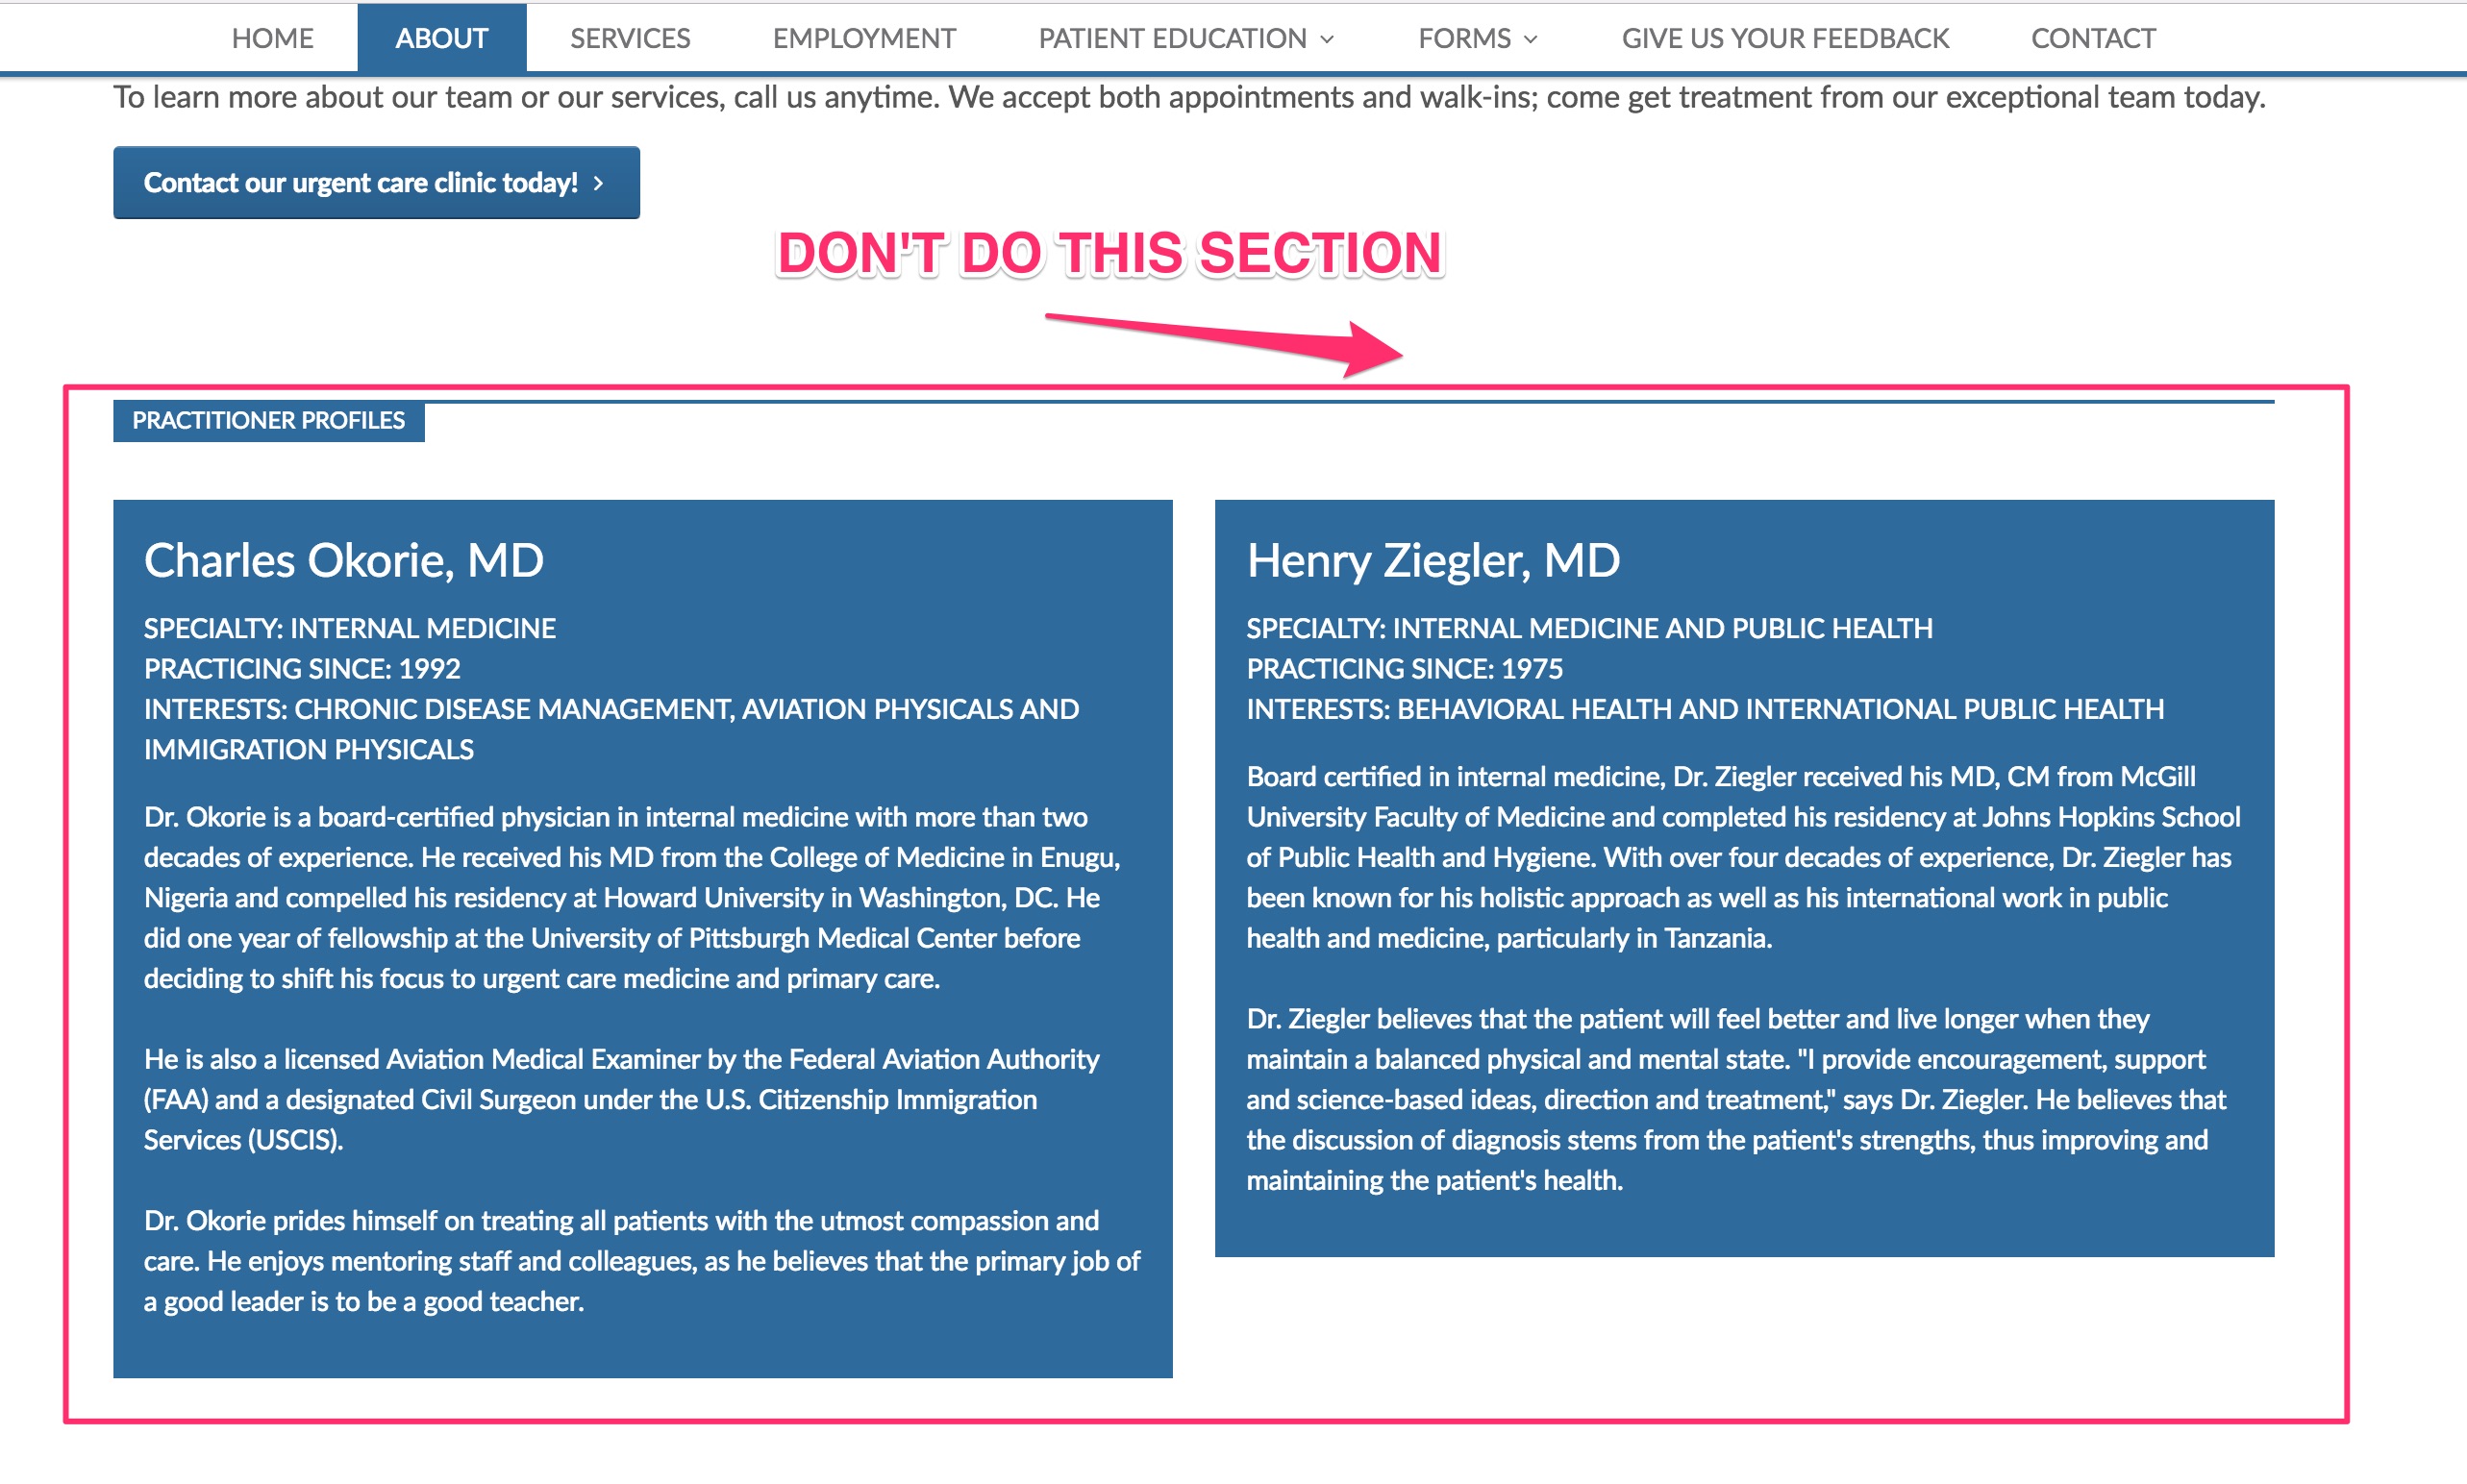 HOME ABOUT SERVICES EMPLOYMENT PATIENT EDUCATION FORMS GIVE US YOUR FEEDBACK CONTACT
To learn more about our team or our services, call us anytime. We accept both appointments and walk-ins; come get treatment from our exceptional team today.
Contact our urgent care clinic today!
DON'T DO THIS SECTION
PRACTITIONER PROFILES
Charles Okorie, MD
SPECIALTY: INTERNAL MEDICINE
PRACTICING SINCE: 1992
INTERESTS: CHRONIC DISEASE MANAGEMENT, AVIATION PHYSICALS AND
IMMIGRATION PHYSICALS
Dr. Okorie is a board-certified physician in internal medicine with more than two
decades of experience. He received his MD from the College of Medicine in Enugu,
Nigeria and compelled his residency at Howard University in Washington, DC. He
did one year of fellowship at the University of Pittsburgh Medical Center before
deciding to shift his focus to urgent care medicine and primary care.
He is also a licensed Aviation Medical Examiner by the Federal Aviation Authority
(FAA) and a designated Civil Surgeon under the U.S. Citizenship Immigration
Services (USCIS).
Dr. Okorie prides himself on treating all patients with the utmost compassion and
care. He enjoys mentoring staff and colleagues, as he believes that the primary job of
a good leader is to be a good teacher.
Henry Ziegler, MD
SPECIALTY: INTERNAL MEDICINE AND PUBLIC HEALTH
PRACTICING SINCE: 1975
INTERESTS: BEHAVIORAL HEALTH AND INTERNATIONAL PUBLIC HEALTH
Board certified in internal medicine, Dr. Ziegler received his MD, CM from McGill
University Faculty of Medicine and completed his residency at Johns Hopkins School
of Public Health and Hygiene. With over four decades of experience, Dr. Ziegler has
been known for his holistic approach as well as his international work in public
health and medicine, particularly in Tanzania.
Dr. Ziegler believes that the patient will feel better and live longer when they
maintain a balanced physical and mental state. "I provide encouragement, support
and science-based ideas, direction and treatment," says Dr. Ziegler. He believes that
the discussion of diagnosis stems from the patient's strengths, thus improving and
maintaining the patient's health.